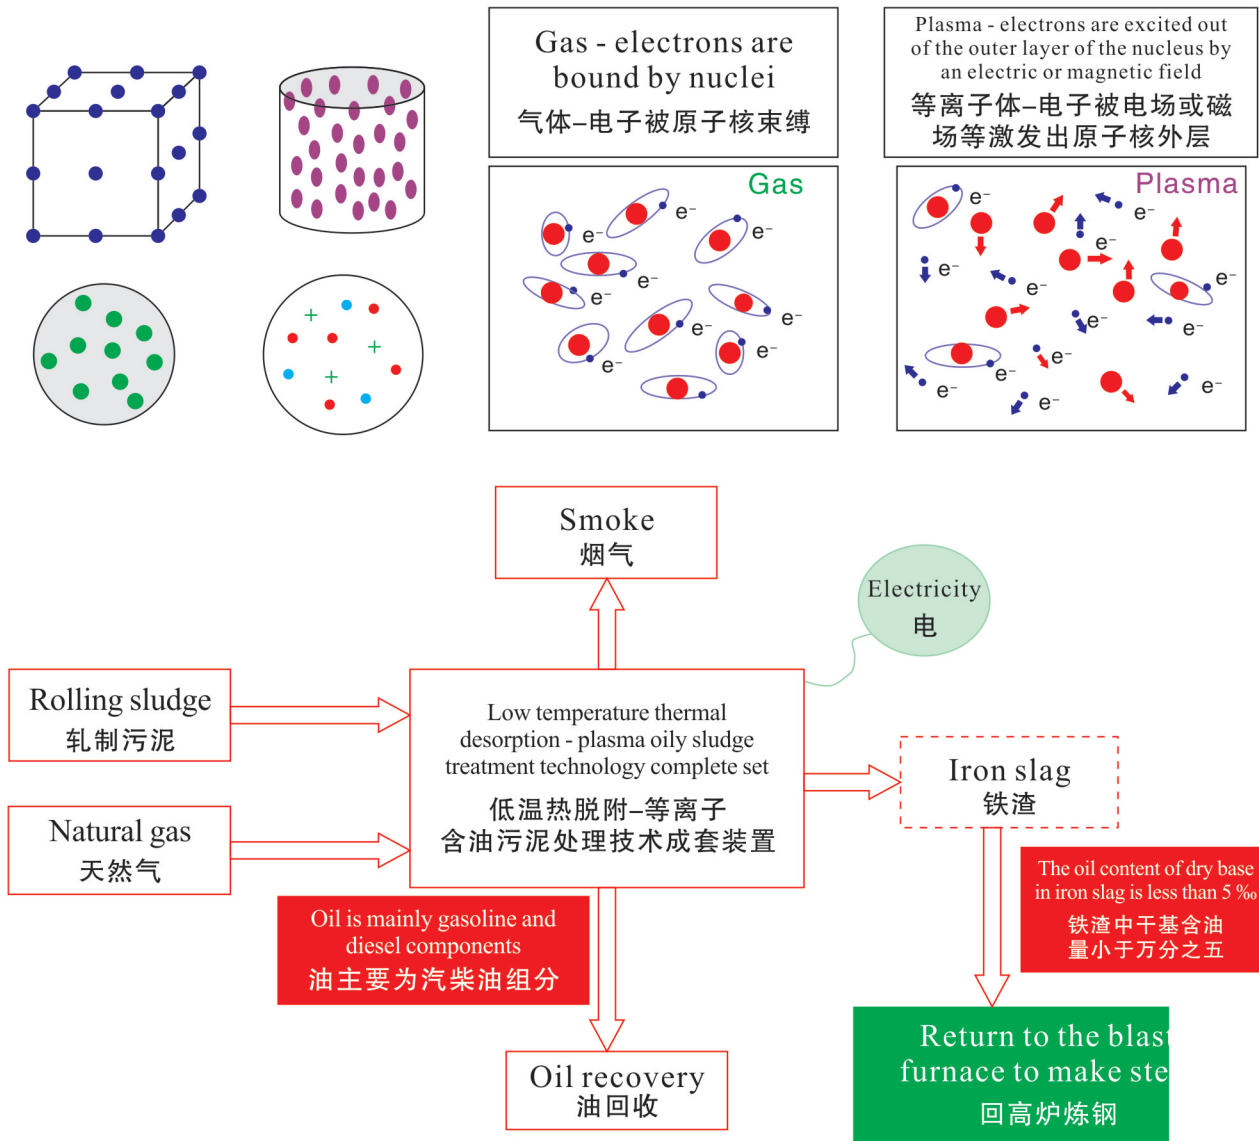 Gas - electrons are
bound by nuclei
气体–电子被原子核束缚
Plasma - electrons are excited out
of the outer layer of the nucleus by
an electric or magnetic field
等离子体–电子被电场或磁
场等激发出原子核外层
Gas
e⁻
e⁻
e⁻
e⁻
e⁻
e⁻
e⁻
e⁻
e⁻
e⁻
Plasma
e⁻
e⁻
e⁻
e⁻
e⁻
e⁻
e⁻
e⁻
e⁻
e⁻
e⁻
Smoke
烟气
Electricity
电
Rolling sludge
轧制污泥
Natural gas
天然气
Low temperature thermal
desorption - plasma oily sludge
treatment technology complete set
低温热脱附–等离子
含油污泥处理技术成套装置
Iron slag
铁渣
Oil is mainly gasoline and
diesel components
油主要为汽柴油组分
The oil content of dry base
in iron slag is less than 5 ‰
铁渣中干基含油
量小于万分之五
Oil recovery
油回收
Return to the blast
furnace to make ste
回高炉炼钢